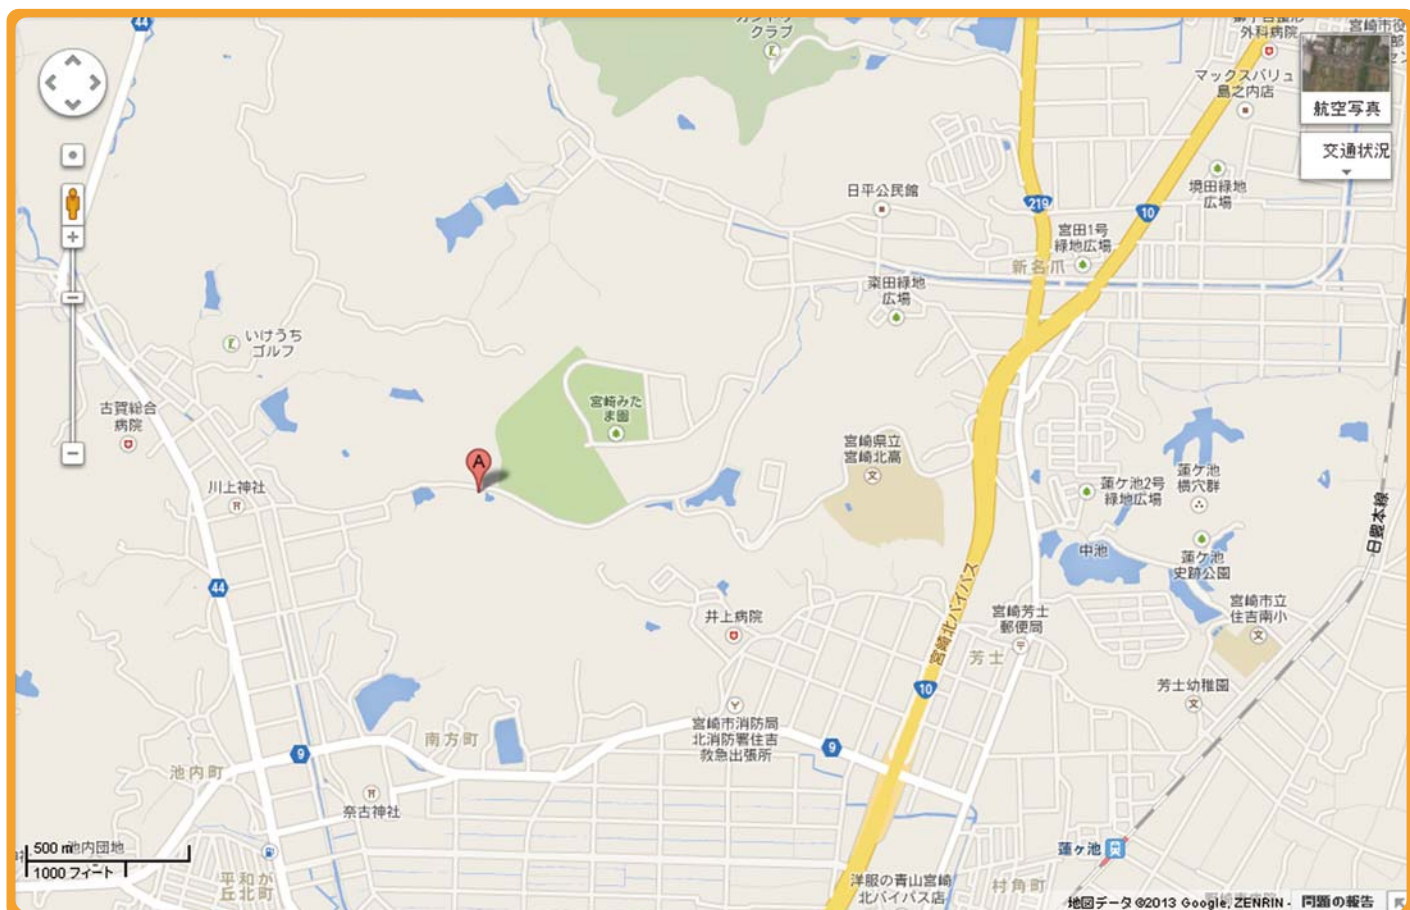 44
クラブ
外科病院
マックスバリュ
島之内店
航空写真
交通状況
日平公民館
境田緑地
広場
219
10
宮田1号
緑地広場
新名爪
栗田緑地
広場
いけうち
ゴルフ
古賀総合
病院
宮崎みた
ま園
宮崎県立
宮崎北高
A
川上神社
蓮ケ池2号
緑地広場
蓮ケ池
横穴群
日豊本線
中池
蓮ケ池
史跡公園
44
宮崎北バイパス
井上病院
宮崎芳士
郵便局
宮崎市立
住吉南小
芳士
10
芳士幼稚園
宮崎市消防局
北消防署住吉
救急出張所
9
9
南方町
池内町
奈古神社
500 m
池内団地
1000 フィート
平和が
丘北町
蓮ヶ池
洋服の青山宮崎
北バイパス店
村角町
地図データ ©2013 Google, ZENRIN -
問題の報告